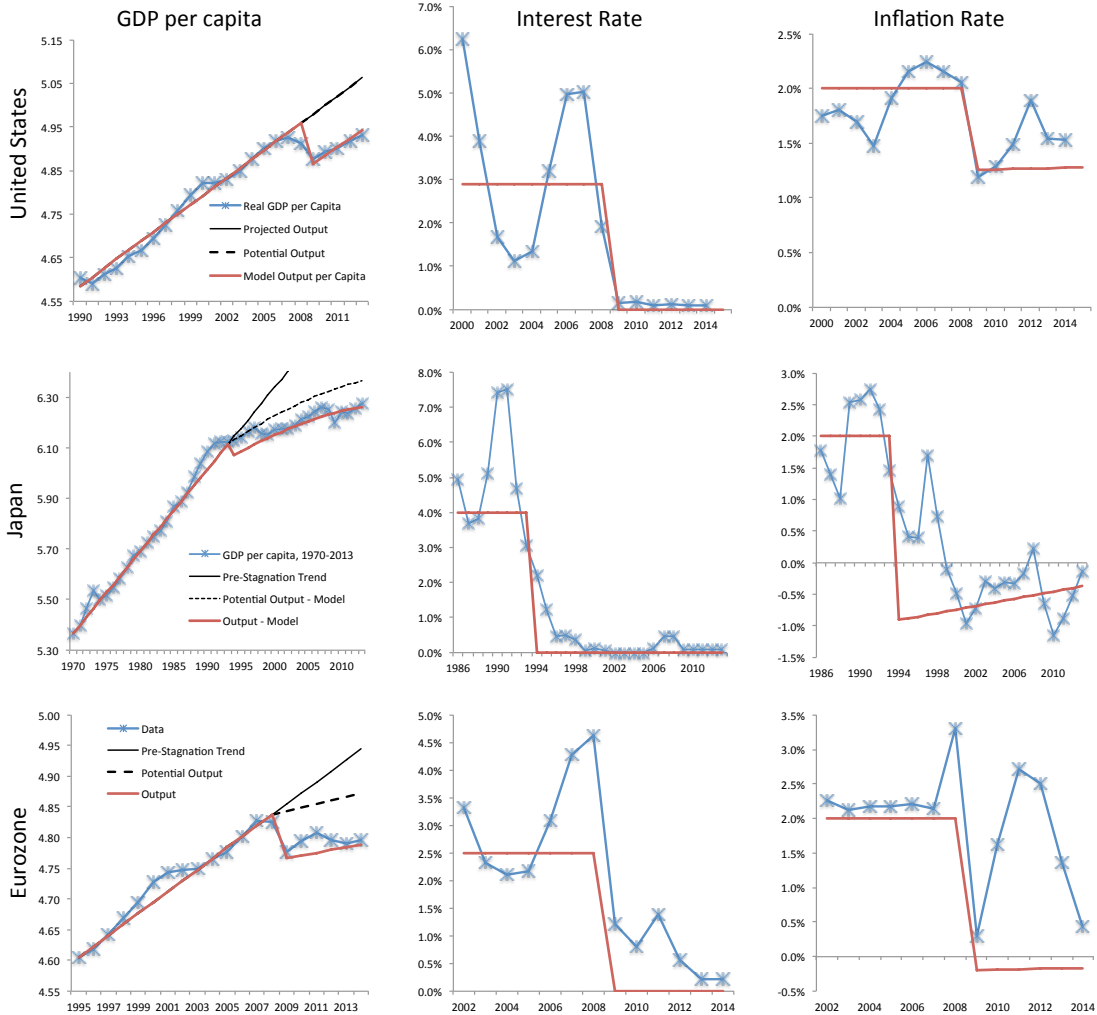 GDP per capita
Interest Rate
Inflation Rate
United States
5.15
5.05
4.95
4.85
4.75
4.65
4.55
Real GDP per Capita
Projected Output
Potential Output
Model Output per Capita
1990 1993 1996 1999 2002 2005 2008 2011
7.0%
6.0%
5.0%
4.0%
3.0%
2.0%
1.0%
0.0%
2000 2002 2004 2006 2008 2010 2012 2014
2.5%
2.0%
1.5%
1.0%
0.5%
0.0%
2000 2002 2004 2006 2008 2010 2012 2014
Japan
6.30
6.10
5.90
5.70
5.50
5.30
GDP per capita, 1970-2013
Pre-Stagnation Trend
Potential Output - Model
Output - Model
1970 1975 1980 1985 1990 1995 2000 2005 2010
8.0%
7.0%
6.0%
5.0%
4.0%
3.0%
2.0%
1.0%
0.0%
1986 1990 1994 1998 2002 2006 2010
3.0%
2.5%
2.0%
1.5%
1.0%
0.5%
0.0%
-0.5%
-1.0%
-1.5%
1986 1990 1994 1998 2002 2006 2010
Eurozone
5.00
4.95
4.90
4.85
4.80
4.75
4.70
4.65
4.60
4.55
Data
Pre-Stagnation Trend
Potential Output
Output
1995 1997 1999 2001 2003 2005 2007 2009 2011 2013
5.0%
4.5%
4.0%
3.5%
3.0%
2.5%
2.0%
1.5%
1.0%
0.5%
0.0%
2002 2004 2006 2008 2010 2012 2014
3.5%
3.0%
2.5%
2.0%
1.5%
1.0%
0.5%
0.0%
-0.5%
2002 2004 2006 2008 2010 2012 2014